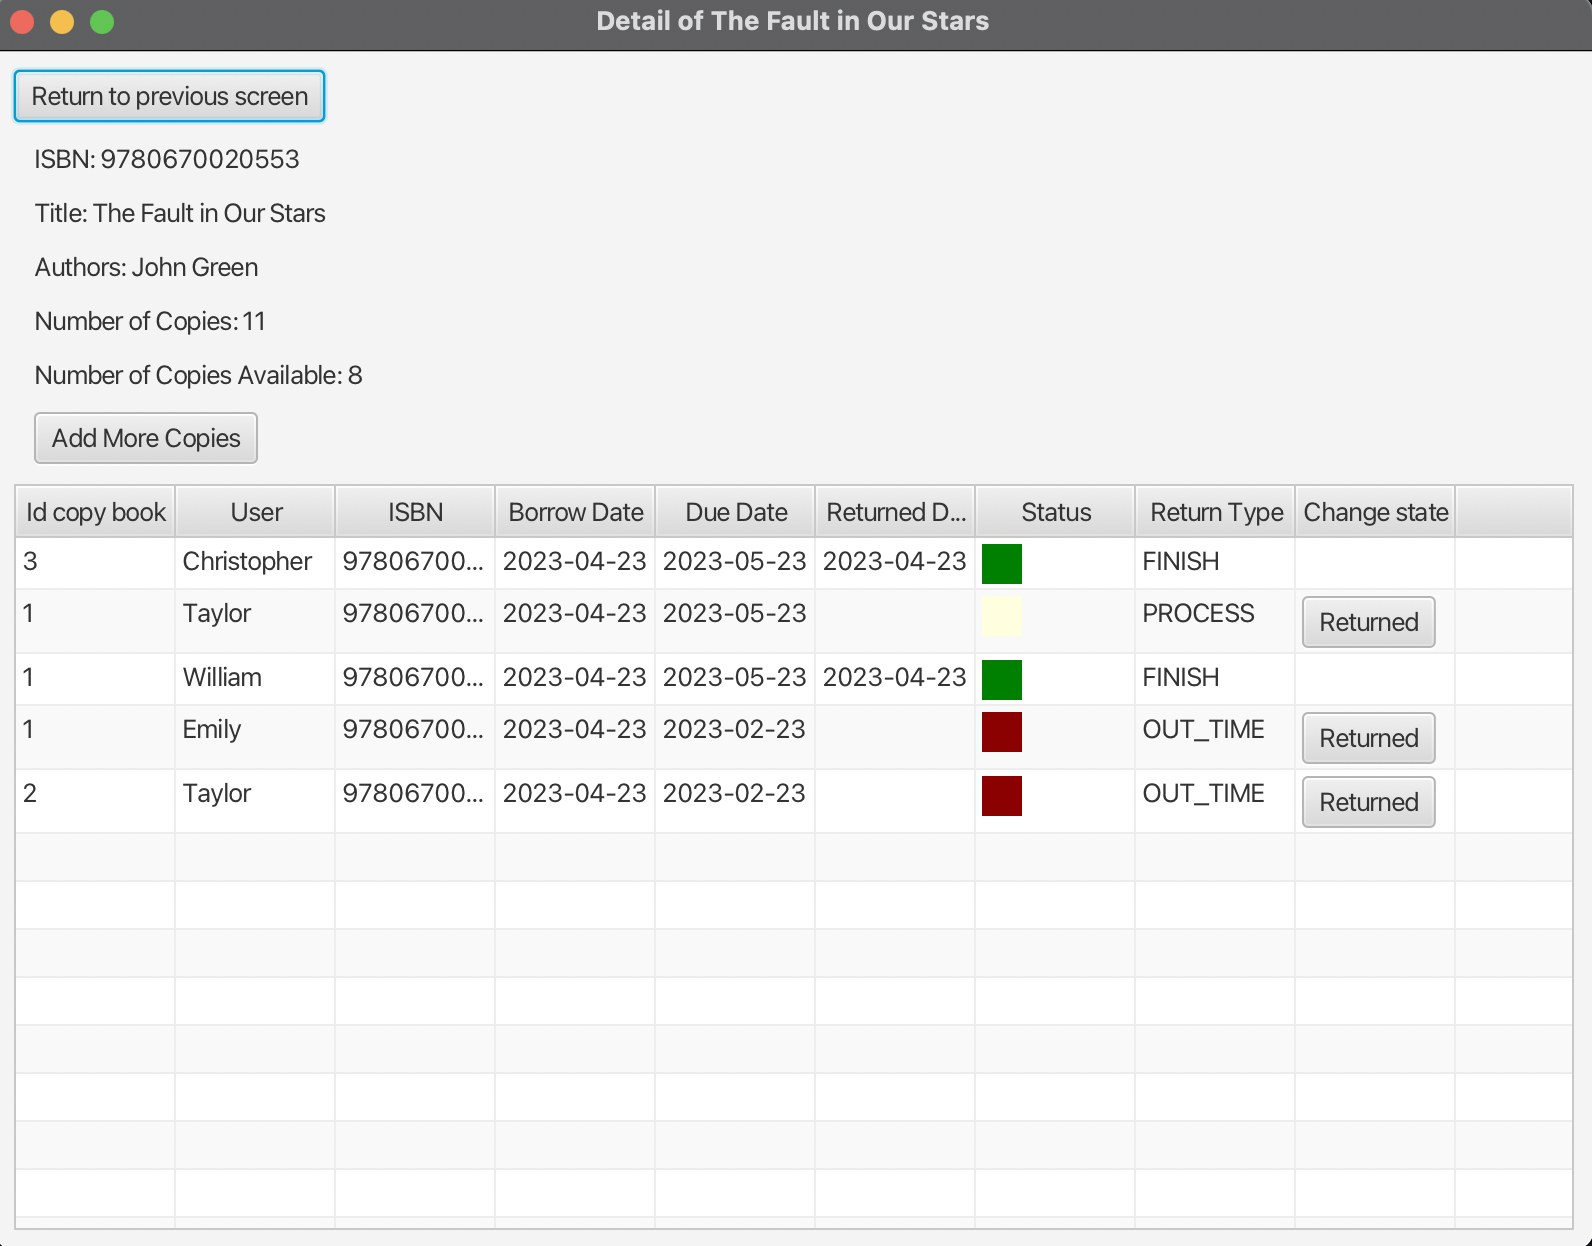 Detail of The Fault in Our Stars
Return to previous screen
ISBN: 9780670020553
Title: The Fault in Our Stars
Authors: John Green
Number of Copies: 11
Number of Copies Available: 8
Add More Copies
Id copy book User ISBN Borrow Date Due Date Returned D... Status Return Type Change state
3 Christopher 97806700... 2023-04-23 2023-05-23 2023-04-23 FINISH
1 Taylor 97806700... 2023-04-23 2023-05-23 PROCESS Returned
1 William 97806700... 2023-04-23 2023-05-23 2023-04-23 FINISH
1 Emily 97806700... 2023-04-23 2023-02-23 OUT_TIME Returned
2 Taylor 97806700... 2023-04-23 2023-02-23 OUT_TIME Returned